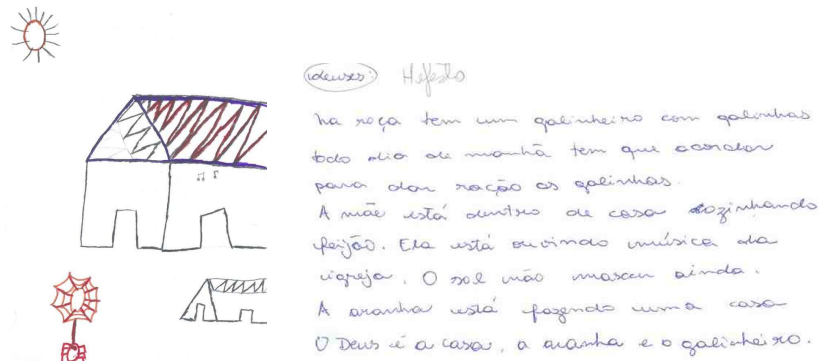 (deuses:) Hefesto
Na roça tem um galinheiro com galinhas
todo dia de manhã tem que acordar
para dar ração as galinhas.
A mãe está dentro de casa cozinhando
feijão. Ela está ouvindo música da
igreja. O sol não nasceu ainda.
A aranha está fazendo uma casa
O Deus é a casa, a aranha e o galinheiro.